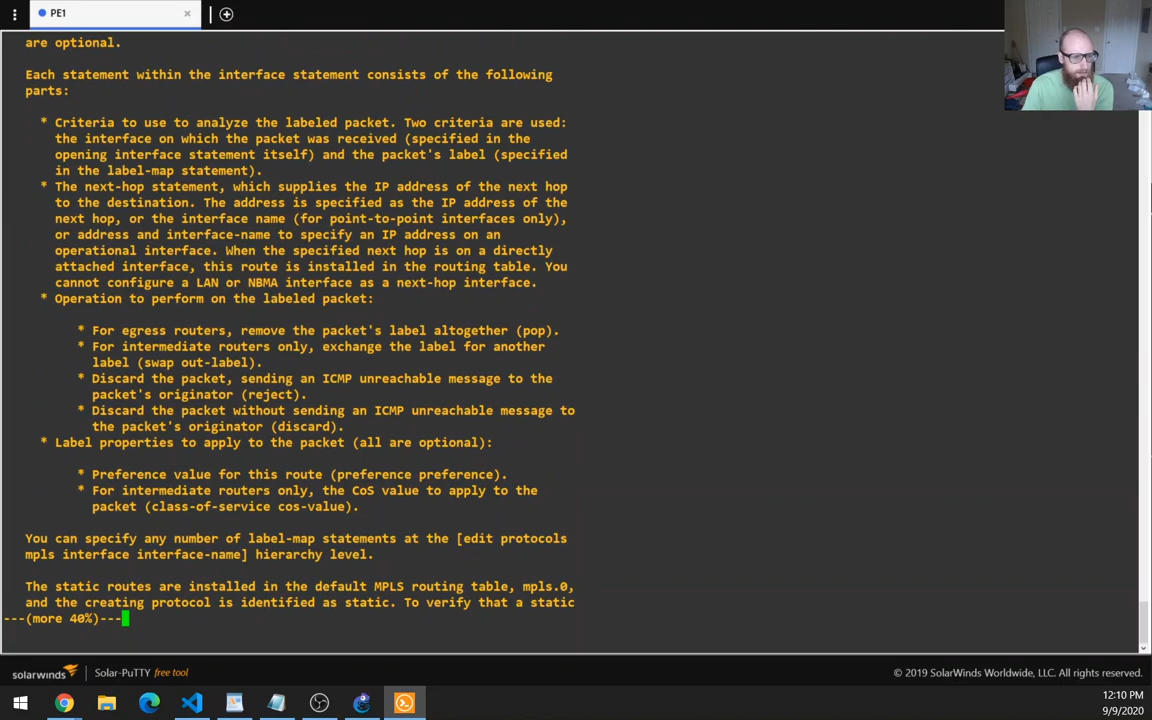 PE1
are optional.
Each statement within the interface statement consists of the following
parts:
* Criteria to use to analyze the labeled packet. Two criteria are used:
the interface on which the packet was received (specified in the
opening interface statement itself) and the packet's label (specified
in the label-map statement).
* The next-hop statement, which supplies the IP address of the next hop
to the destination. The address is specified as the IP address of the
next hop, or the interface name (for point-to-point interfaces only),
or address and interface-name to specify an IP address on an
operational interface. When the specified next hop is on a directly
attached interface, this route is installed in the routing table. You
cannot configure a LAN or NBMA interface as a next-hop interface.
* Operation to perform on the labeled packet:
* For egress routers, remove the packet's label altogether (pop).
* For intermediate routers only, exchange the label for another
label (swap out-label).
* Discard the packet, sending an ICMP unreachable message to the
packet's originator (reject).
* Discard the packet without sending an ICMP unreachable message to
the packet's originator (discard).
* Label properties to apply to the packet (all are optional):
* Preference value for this route (preference preference).
* For intermediate routers only, the CoS value to apply to the
packet (class-of-service cos-value).
You can specify any number of label-map statements at the [edit protocols
mpls interface interface-name] hierarchy level.
The static routes are installed in the default MPLS routing table, mpls.0,
and the creating protocol is identified as static. To verify that a static
---(more 40%)---
solarwinds Solar-PuTTY free tool © 2019 SolarWinds Worldwide, LLC. All rights reserved.
12:10 PM
9/9/2020